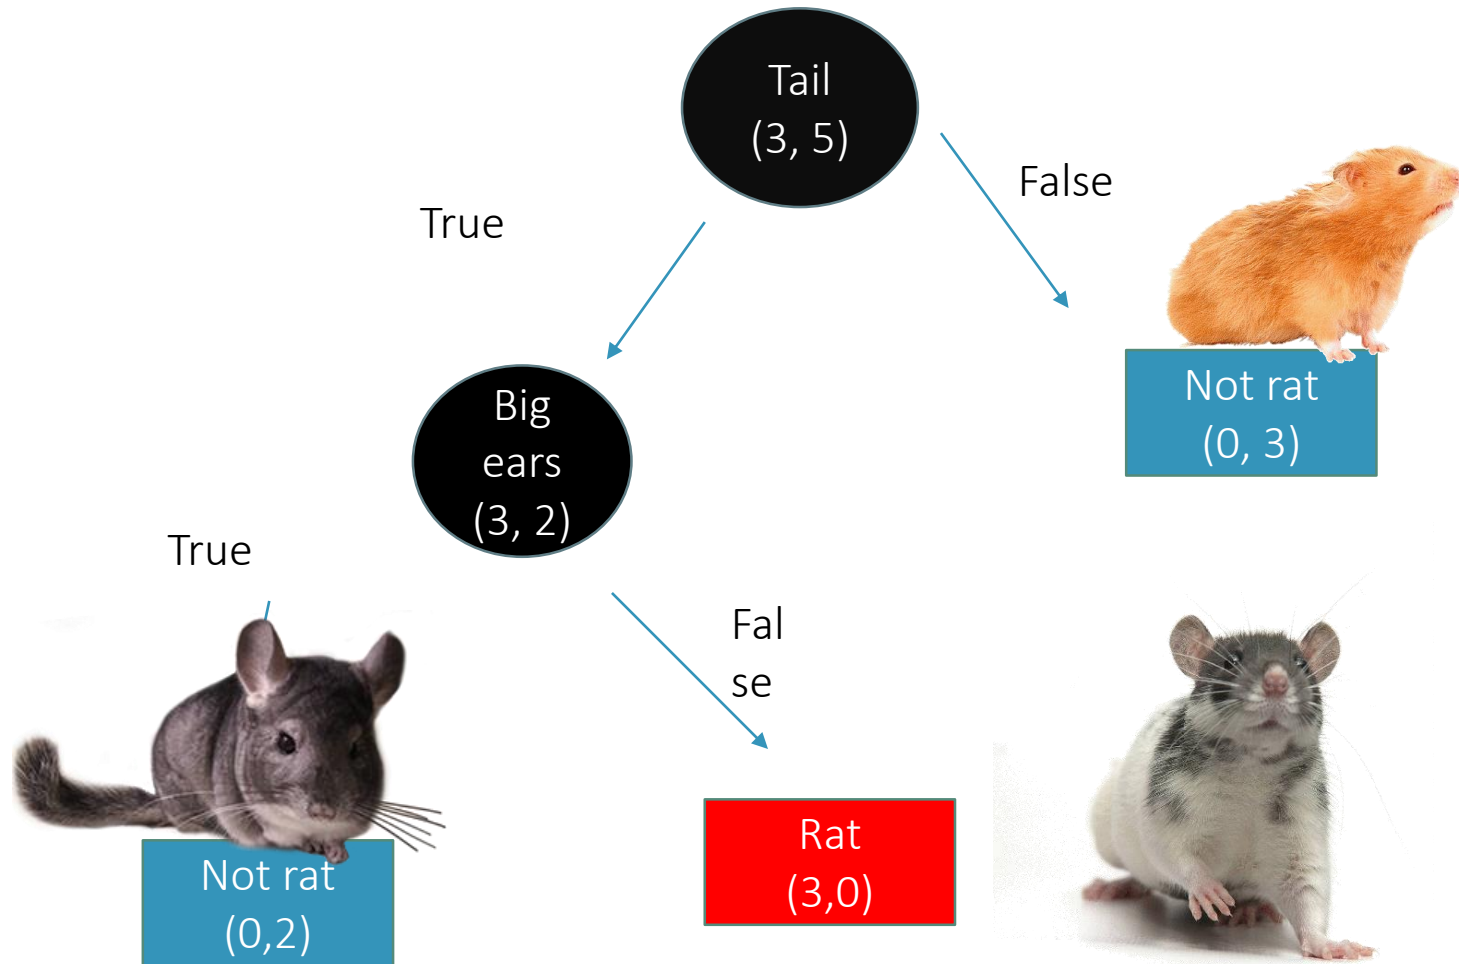 Tail
(3, 5)
False
True
Big
ears
(3, 2)
Not rat
(0, 3)
True
Fal
se
Rat
(3,0)
Not rat
(0,2)